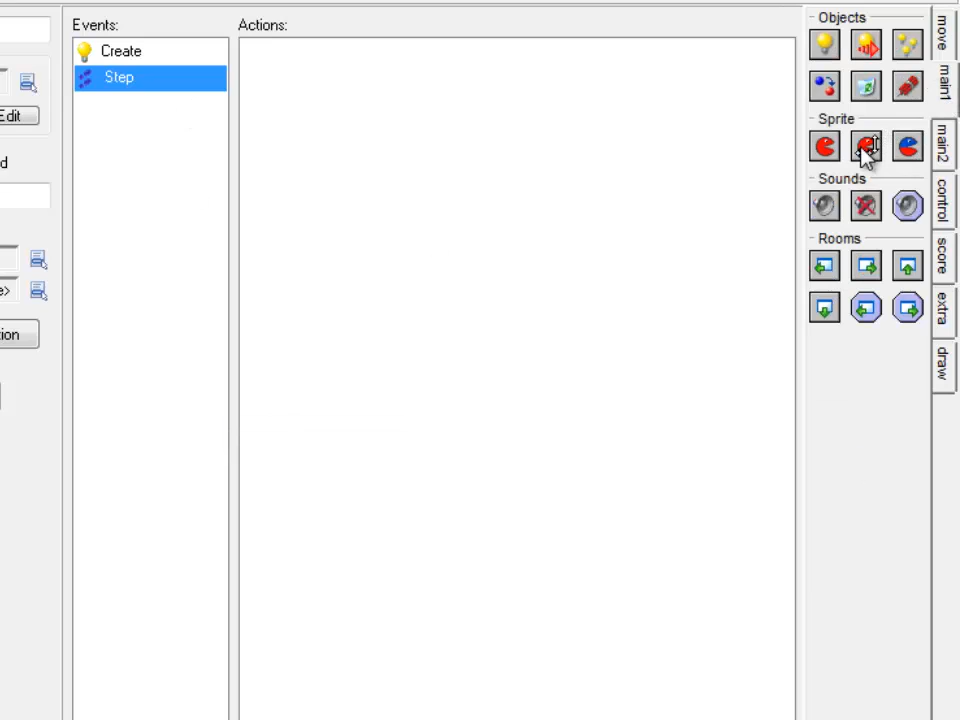 Events:
Actions:
Create
Step
Edit
d
e>
ion
Objects
Sprite
Sounds
Rooms
move
main1
main2
control
score
extra
draw